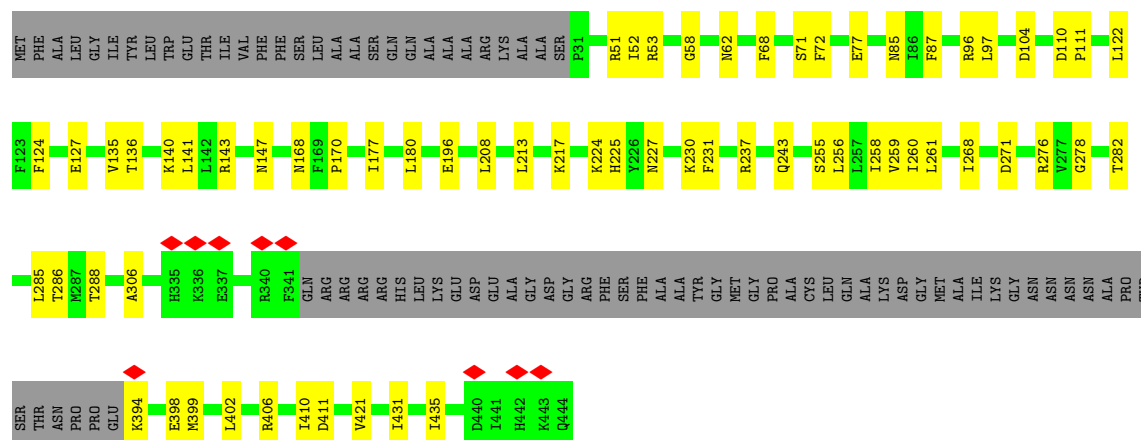 MET PHE ALA LEU GLY ILE TYR LEU TRP GLU THR ILE VAL PHE PHE SER LEU ALA ALA SER GLN GLN ALA ALA ALA ARG LYS ALA ALA SER P31 R51 I52 R53 G58 N62 F68 S71 F72 E77 N85 I86 F87 R96 L97 D104 D110 P111 L122
F123 F124 E127 V135 T136 K140 L141 L142 R143 N147 N168 F169 P170 I177 L180 E196 L208 L213 K217 K224 H225 Y226 N227 K230 F231 R237 Q243 S255 L256 L257 I258 V259 I260 L261 I268 D271 R276 V277 G278 T282
L285 T286 M287 T288 A306 H335 K336 E337 R340 F341 GLN ARG ARG ARG ARG HIS LEU LYS GLU ASP GLU ALA GLY ASP GLY ARG PHE SER PHE ALA ALA TYR GLY MET GLY PRO ALA CYS LEU GLN ALA LYS ASP GLY MET ALA ILE LYS GLY ASN ASN ASN ASN ALA PRO
SER THR ASN PRO PRO GLU K394 E398 M399 L402 R406 I410 D411 V421 I431 I435 D440 I441 H442 K443 Q444